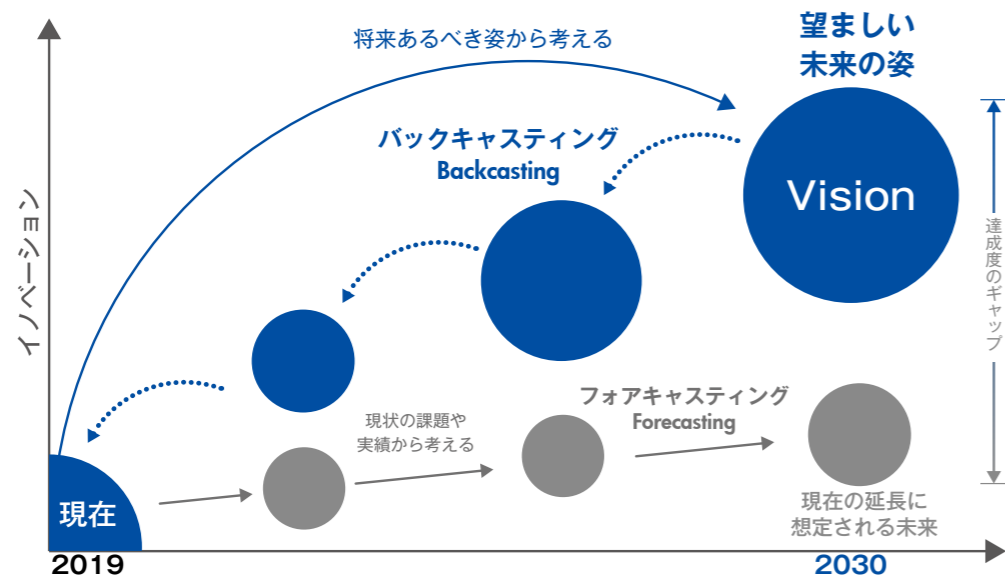 将来あるべき姿から考える
望ましい
未来の姿
バックキャスティング
Backcasting
Vision
イノベーション
達成度のギャップ
フォアキャスティング
Forecasting
現状の課題や
実績から考える
現在
現在の延長に
想定される未来
2019
2030